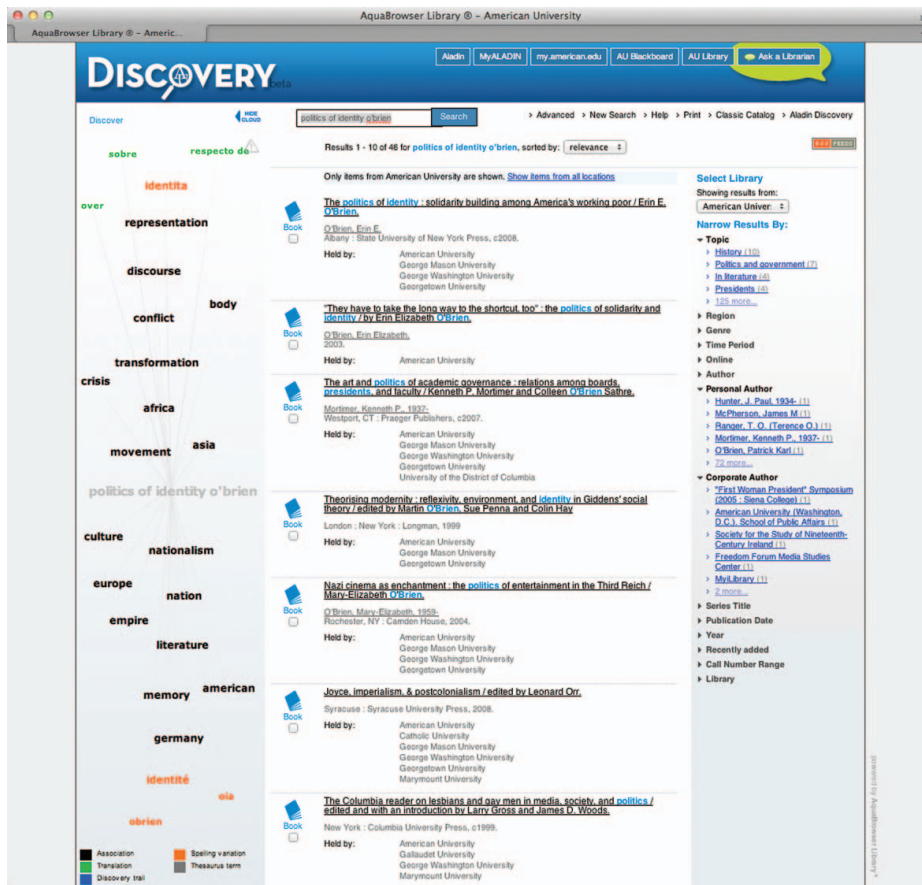 AquaBrowser Library ® – American University
AquaBrowser Library ® – Americ...
DISCOVERY
beta
Aladin
MyALADIN
my.american.edu
AU Blackboard
AU Library
Ask a Librarian
Discover
HIDE CLOUD
politics of identity o'brien
Search
› Advanced › New Search › Help › Print › Classic Catalog › Aladin Discovery
Results 1 - 10 of 46 for politics of identity o'brien, sorted by: relevance
RSS FEEDS
Only items from American University are shown. Show items from all locations
sobre
respecto de
identita
over
representation
discourse
body
conflict
transformation
crisis
africa
asia
movement
politics of identity o'brien
culture
nationalism
europe
nation
empire
literature
american
memory
germany
identité
oia
obrien
Association
Spelling variation
Translation
Thesaurus term
Discovery trail
Book
The politics of identity : solidarity building among America's working poor / Erin E.
O'Brien.
O'Brien, Erin E.
Albany : State University of New York Press, c2008.
Held by: American University
George Mason University
George Washington University
Georgetown University
Book
"They have to take the long way to the shortcut, too" : the politics of solidarity and
identity / by Erin Elizabeth O'Brien.
O'Brien, Erin Elizabeth.
2003.
Held by: American University
Book
The art and politics of academic governance : relations among boards,
presidents, and faculty / Kenneth P. Mortimer and Colleen O'Brien Sathre.
Mortimer, Kenneth P., 1937-
Westport, CT : Praeger Publishers, c2007.
Held by: American University
George Mason University
George Washington University
Georgetown University
University of the District of Columbia
Book
Theorising modernity : reflexivity, environment, and identity in Giddens' social
theory / edited by Martin O'Brien, Sue Penna and Colin Hay
London : New York : Longman, 1999
Held by: American University
George Mason University
Georgetown University
Book
Nazi cinema as enchantment : the politics of entertainment in the Third Reich /
Mary-Elizabeth O'Brien.
O'Brien, Mary-Elizabeth, 1959-
Rochester, NY : Camden House, 2004.
Held by: American University
George Mason University
George Washington University
Georgetown University
Book
Joyce, imperialism, & postcolonialism / edited by Leonard Orr.
Syracuse : Syracuse University Press, 2008.
Held by: American University
Catholic University
George Mason University
George Washington University
Georgetown University
Marymount University
Book
The Columbia reader on lesbians and gay men in media, society, and politics /
edited and with an introduction by Larry Gross and James D. Woods.
New York : Columbia University Press, c1999.
Held by: American University
Gallaudet University
George Washington University
Marymount University
Select Library
Showing results from:
American Univer:
Narrow Results By:
Topic
› History (10)
› Politics and government (7)
› In literature (4)
› Presidents (4)
› 125 more...
Region
Genre
Time Period
Online
Author
Personal Author
› Hunter, J. Paul, 1934- (1)
› McPherson, James M (1)
› Ranger, T. O. (Terence O.) (1)
› Mortimer, Kenneth P., 1937- (1)
› O'Brien, Patrick Karl (1)
› 72 more...
Corporate Author
› "First Woman President" Symposium
(2005 : Siena College) (1)
› American University (Washington,
D.C.). School of Public Affairs (1)
› Society for the Study of Nineteenth-
Century Ireland (1)
› Freedom Forum Media Studies
Center (1)
› MyiLibrary (1)
› 2 more...
Series Title
Publication Date
Year
Recently added
Call Number Range
Library
powered by AquaBrowser Library®